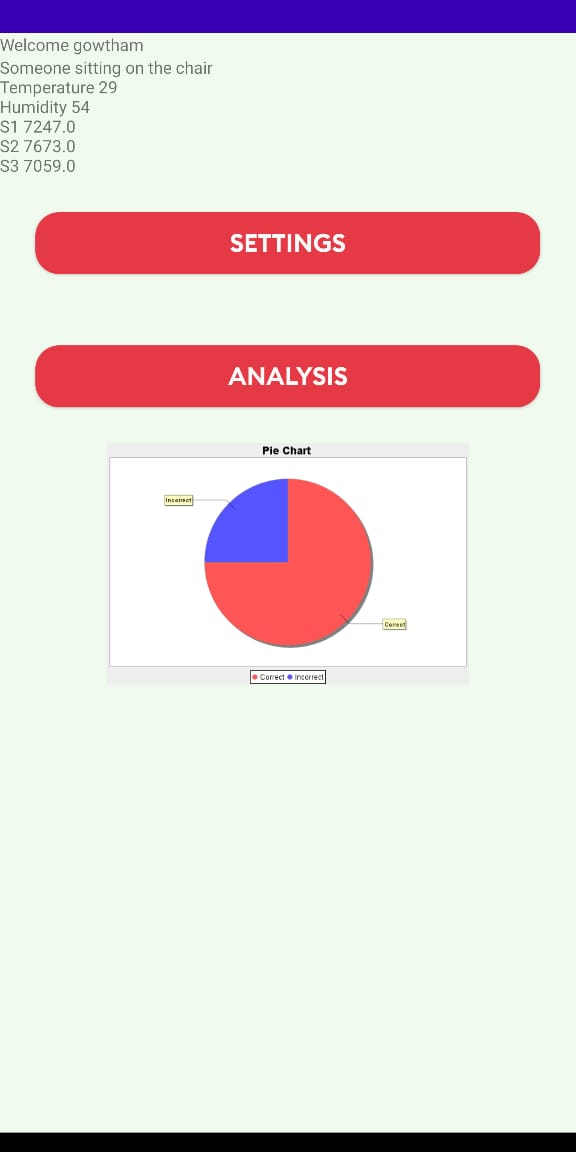 Welcome gowtham
Someone sitting on the chair
Temperature 29
Humidity 54
S1 7247.0
S2 7673.0
S3 7059.0
SETTINGS
ANALYSIS
Pie Chart
Incorrect
Correct
Correct Incorrect